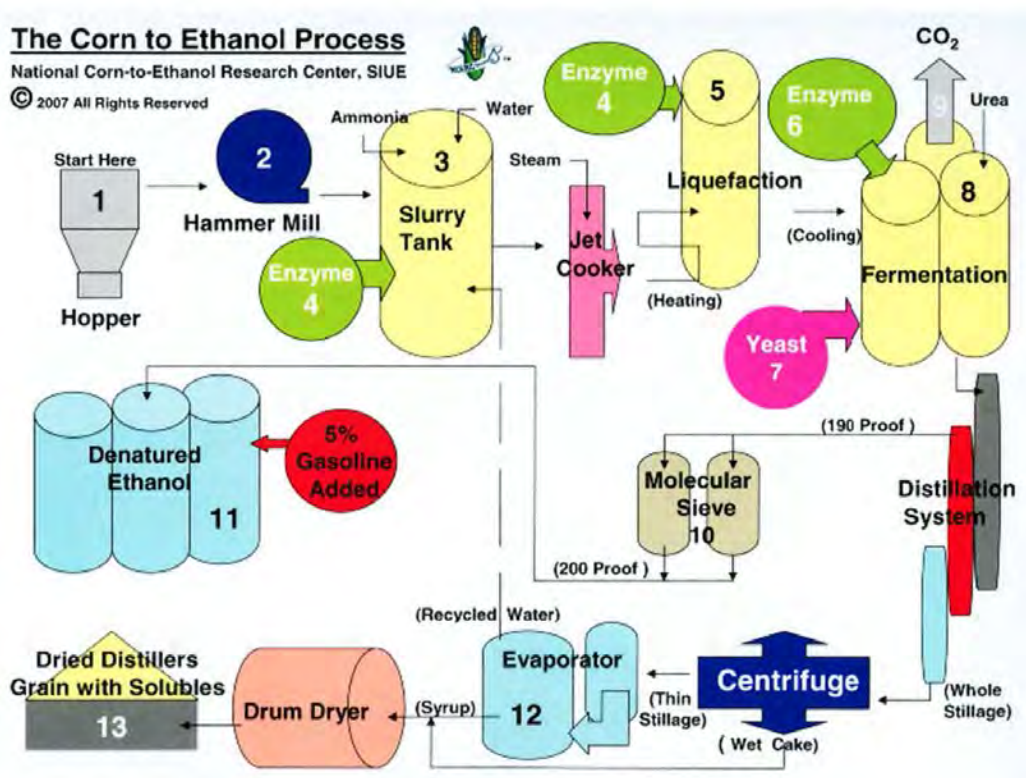 The Corn to Ethanol Process
National Corn-to-Ethanol Research Center, SIUE
© 2007 All Rights Reserved
Start Here
1
Hopper
2
Hammer Mill
Ammonia
Water
3
Slurry
Tank
Enzyme
4
Steam
Jet
Cooker
(Heating)
Enzyme
4
5
Liquefaction
(Cooling)
Enzyme
6
CO2
9
Urea
8
Fermentation
Yeast
7
(190 Proof )
Distillation
System
Molecular
Sieve
10
(200 Proof )
Denatured
Ethanol
11
5%
Gasoline
Added
(Whole
Stillage)
Centrifuge
(Thin
Stillage)
( Wet Cake)
(Recycled Water)
Evaporator
12
(Syrup)
Drum Dryer
Dried Distillers
Grain with Solubles
13